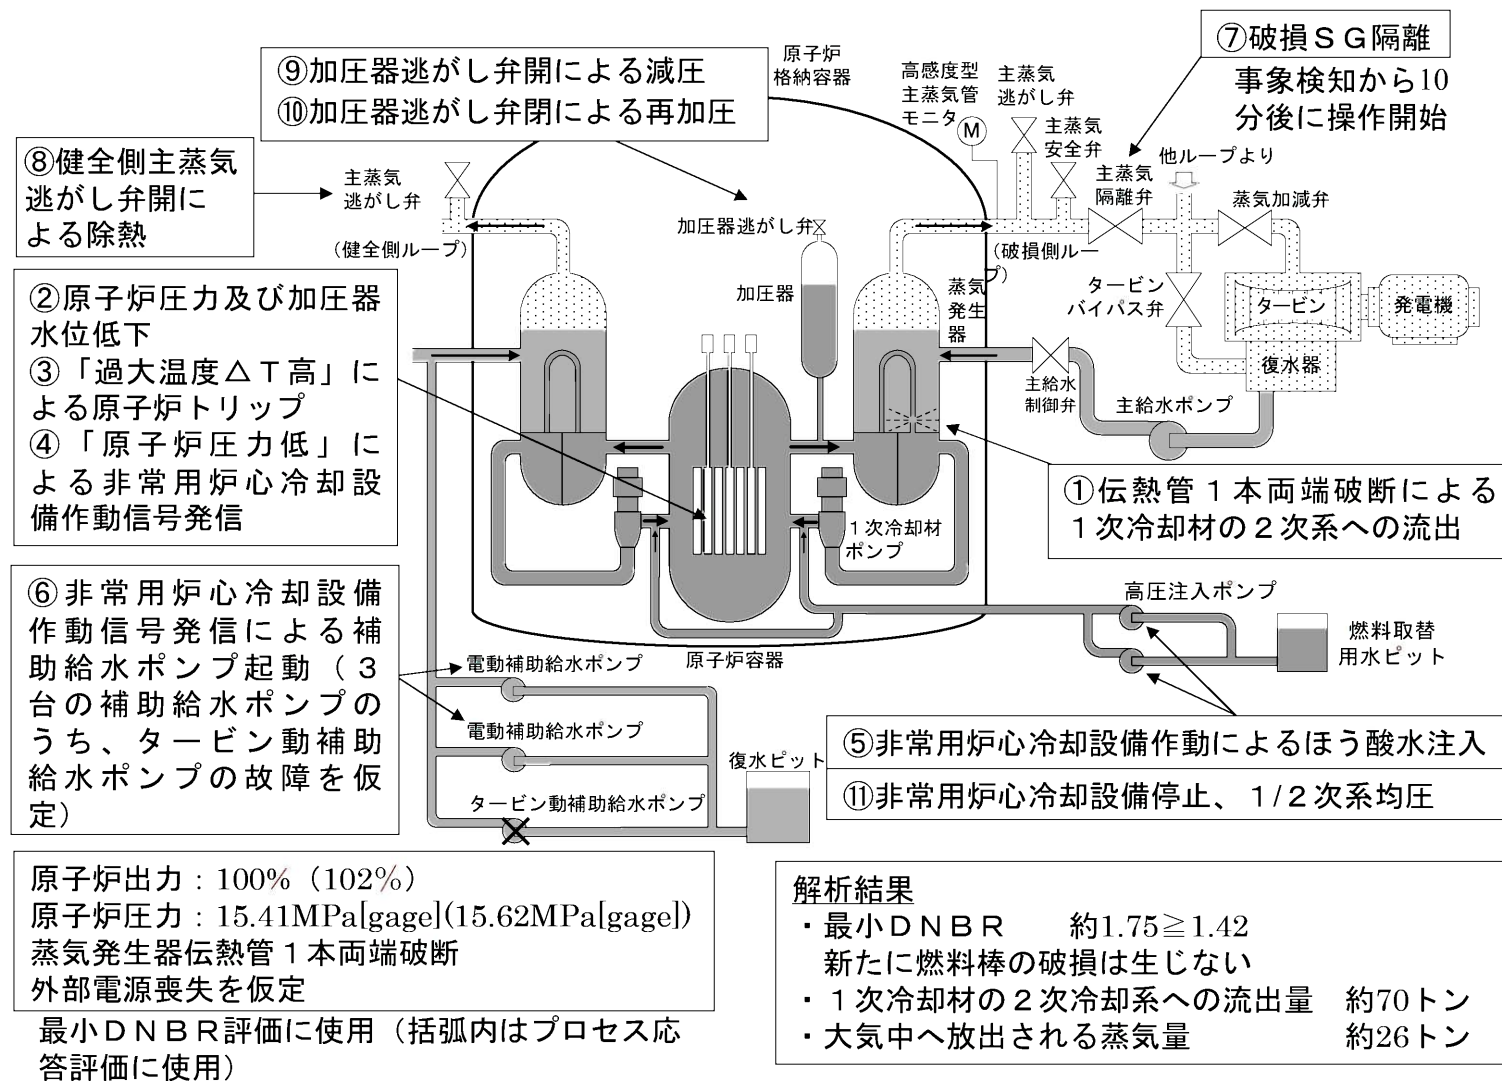 ⑨加圧器逃がし弁開による減圧
⑩加圧器逃がし弁閉による再加圧
原子炉
格納容器
高感度型
主蒸気管
モニタ
M
主蒸気
逃がし弁
主蒸気
安全弁
⑦破損ＳＧ隔離
事象検知から10
分後に操作開始
他ループより
主蒸気
隔離弁
蒸気加減弁
⑧健全側主蒸気
逃がし弁開に
よる除熱
主蒸気
逃がし弁
（健全側ループ）
加圧器逃がし弁
（破損側ルー
プ）
加圧器
蒸気
発生
器
タービン
バイパス弁
タービン
発電機
復水器
主給水
制御弁
主給水ポンプ
②原子炉圧力及び加圧器
水位低下
③「過大温度△Ｔ高」に
よる原子炉トリップ
④「原子炉圧力低」に
よる非常用炉心冷却設
備作動信号発信
①伝熱管１本両端破断による
１次冷却材の２次系への流出
１次冷却材
ポンプ
⑥非常用炉心冷却設備
作動信号発信による補
助給水ポンプ起動（３
台の補助給水ポンプの
うち、タービン動補助
給水ポンプの故障を仮
定）
原子炉容器
高圧注入ポンプ
燃料取替
用水ピット
電動補助給水ポンプ
電動補助給水ポンプ
タービン動補助給水ポンプ
復水ピット
⑤非常用炉心冷却設備作動によるほう酸水注入
⑪非常用炉心冷却設備停止、１/２次系均圧
原子炉出力：100%（102%）
原子炉圧力：15.41MPa[gage](15.62MPa[gage])
蒸気発生器伝熱管１本両端破断
外部電源喪失を仮定
最小ＤＮＢＲ評価に使用（括弧内はプロセス応
答評価に使用）
解析結果
・最小ＤＮＢＲ　約1.75≧1.42
新たに燃料棒の破損は生じない
・１次冷却材の２次冷却系への流出量　約70トン
・大気中へ放出される蒸気量　約26トン